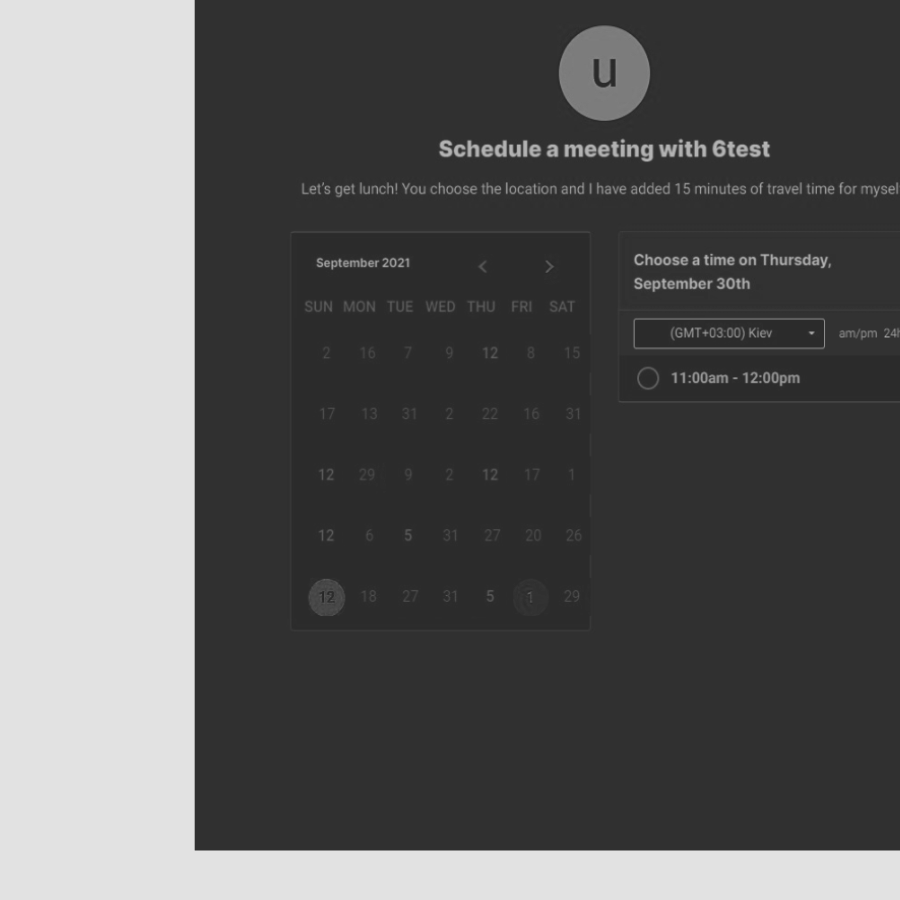 u
Schedule a meeting with 6test
Let's get lunch! You choose the location and I have added 15 minutes of travel time for mysel
September 2021
SUN MON TUE WED THU FRI SAT
2 16 7 9 12 8 15
17 13 31 2 22 16 31
12 29 9 2 12 17 1
12 6 5 31 27 20 26
12 18 27 31 5 1 29
Choose a time on Thursday,
September 30th
(GMT+03:00) Kiev
am/pm 24h
11:00am - 12:00pm